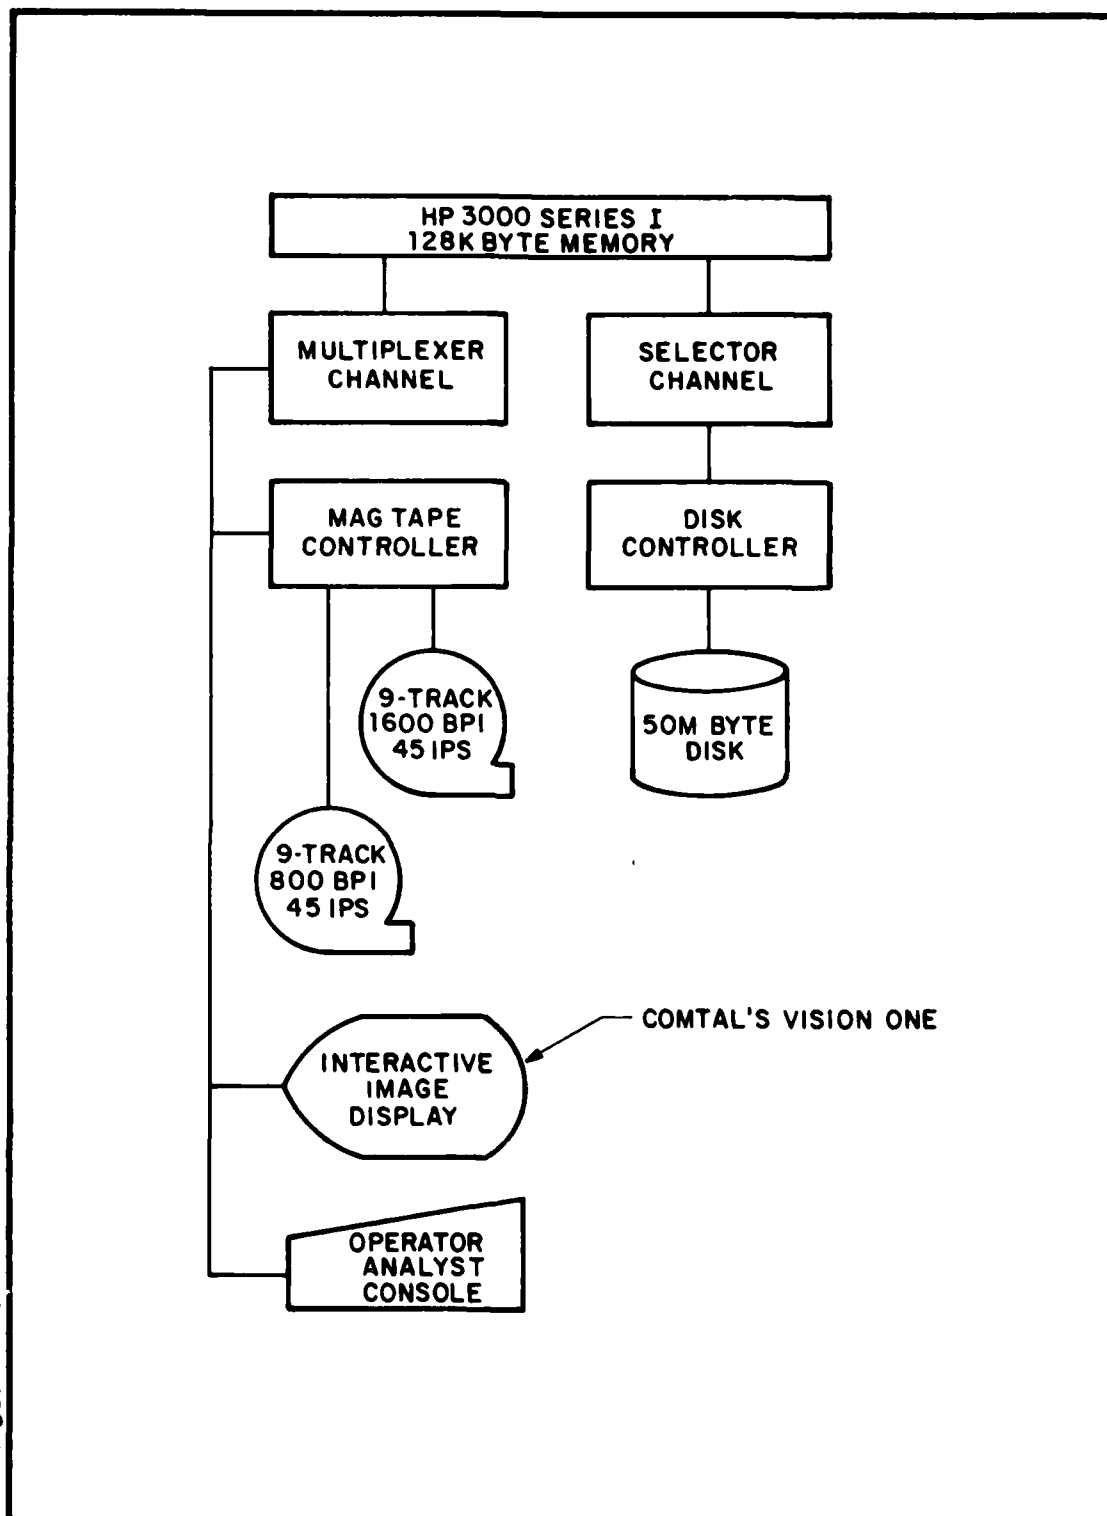 HP 3000 SERIES I
128K BYTE MEMORY
MULTIPLEXER
CHANNEL
SELECTOR
CHANNEL
MAG TAPE
CONTROLLER
DISK
CONTROLLER
9-TRACK
1600 BPI
45 IPS
50M BYTE
DISK
9-TRACK
800 BPI
45 IPS
COMTAL'S VISION ONE
INTERACTIVE
IMAGE
DISPLAY
OPERATOR
ANALYST
CONSOLE